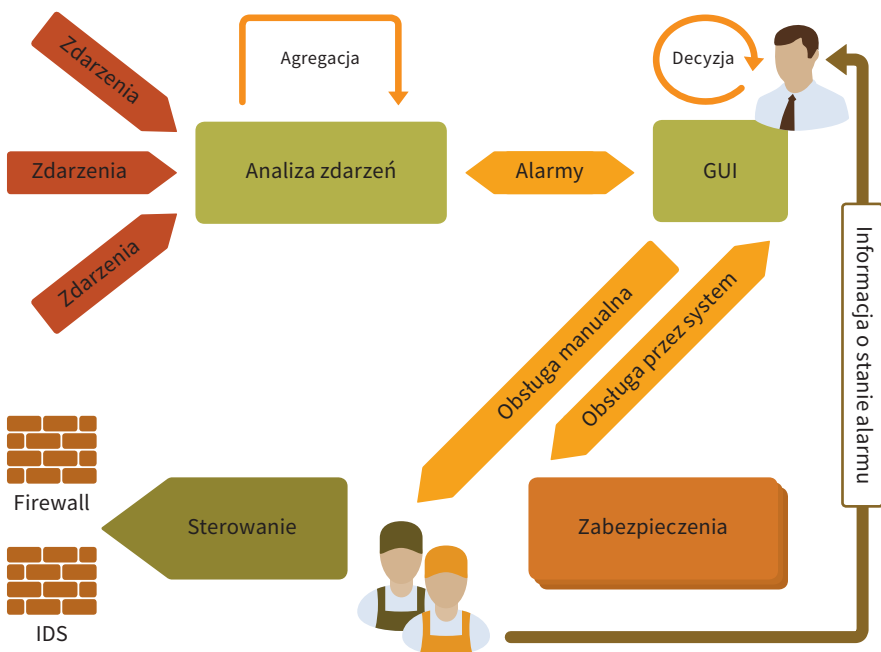 Zdarzenia
Agregacja
Decyzja
Zdarzenia
Analiza zdarzeń
Alarmy
GUI
Zdarzenia
Obsługa manualna
Obsługa przez system
Informacja o stanie alarmu
Firewall
Sterowanie
Zabezpieczenia
IDS